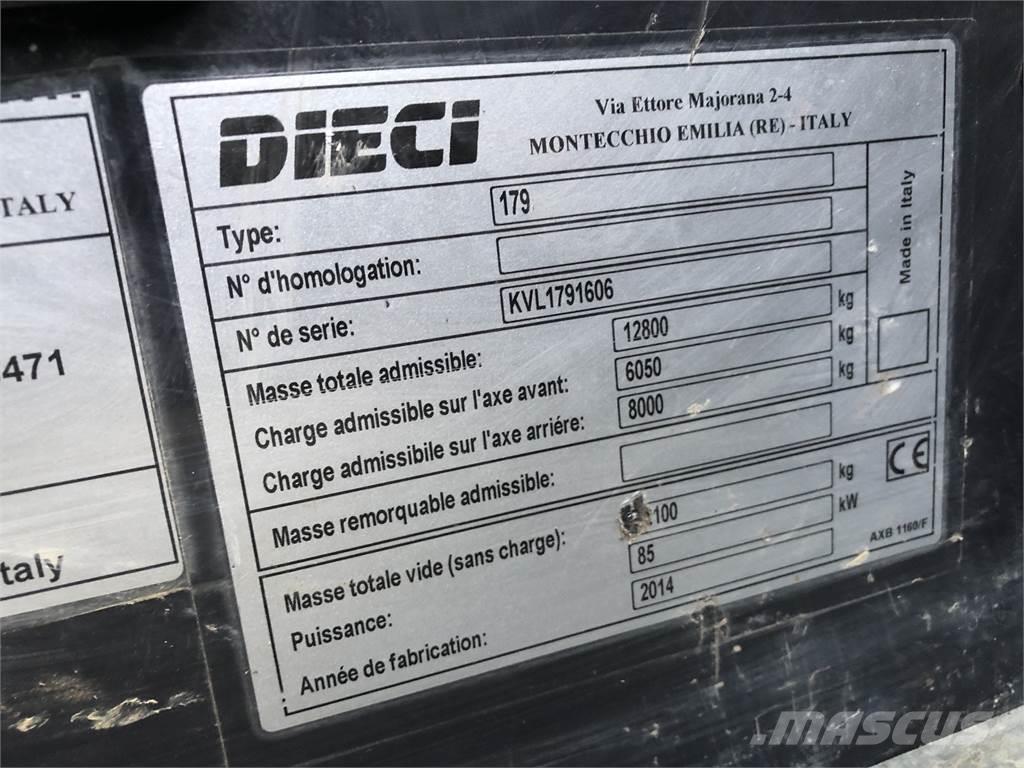 TALY
471
taly
DIECI
Via Ettore Majorana 2-4
MONTECCHIO EMILIA (RE) - ITALY
Type: 179
N° d'homologation:
N° de serie: KVL1791606
Masse totale admissible: 12800 kg
Charge admissible sur l'axe avant: 6050 kg
Charge admissibile sur l'axe arriére: 8000 kg
Masse remorquable admissible:
Masse totale vide (sans charge): 100 kg
Puissance: 85 kW
Année de fabrication: 2014
Made in Italy
CE
AXB 1160/F
MASCUS